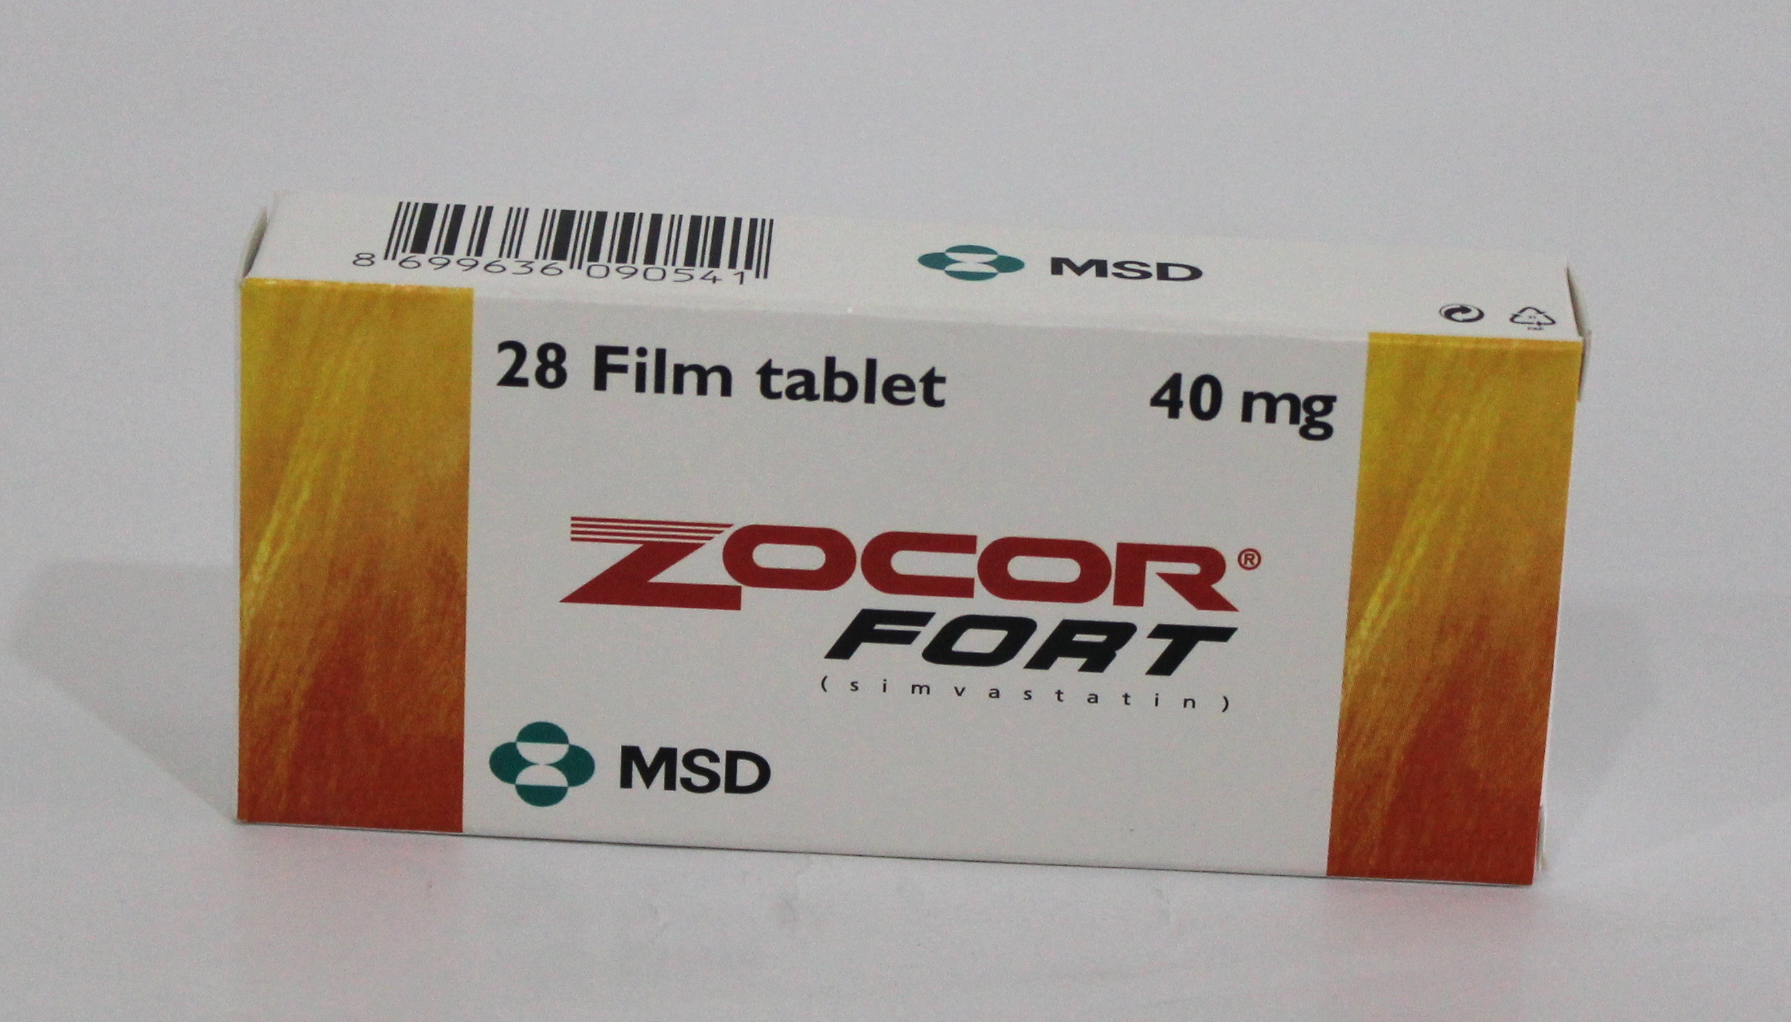 8 699636 090541
MSD
28 Film tablet 40 mg
ZOCOR®
FORT
(simvastatin)
MSD